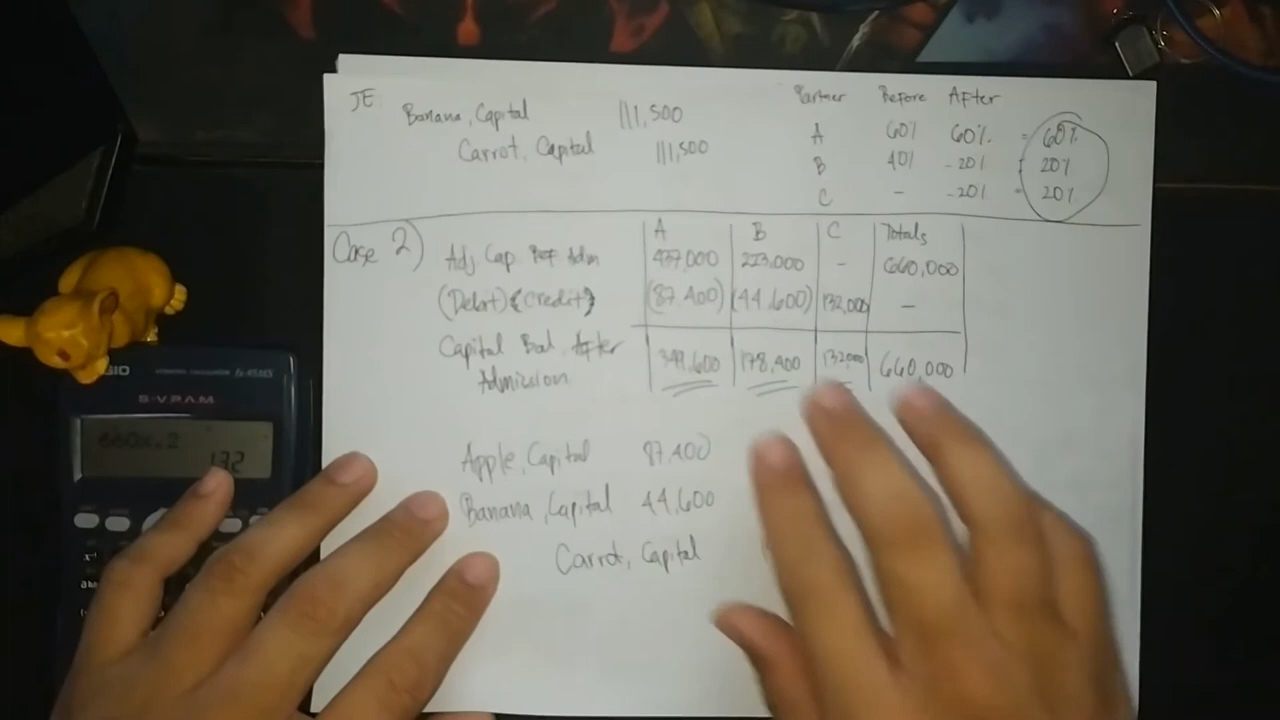 JE
Banana, Capital 111,500
Carrot, Capital 111,500
Partner Before After
A 60% 60% = 60%
B 40% -20% 20%
C - -20% = 20%
Case 2)
A B C Totals
Adj. Cap. Bef Adm 437,000 223,000 - 660,000
(Debit) (Credit) (87,400) (44,600) 132,000 -
Capital Bal. After 349,600 178,400 132,000 660,000
Admission
Apple, Capital 87,400
Banana, Capital 44,600
Carrot, Capital
S-V.P.A.M.
660x.2
132